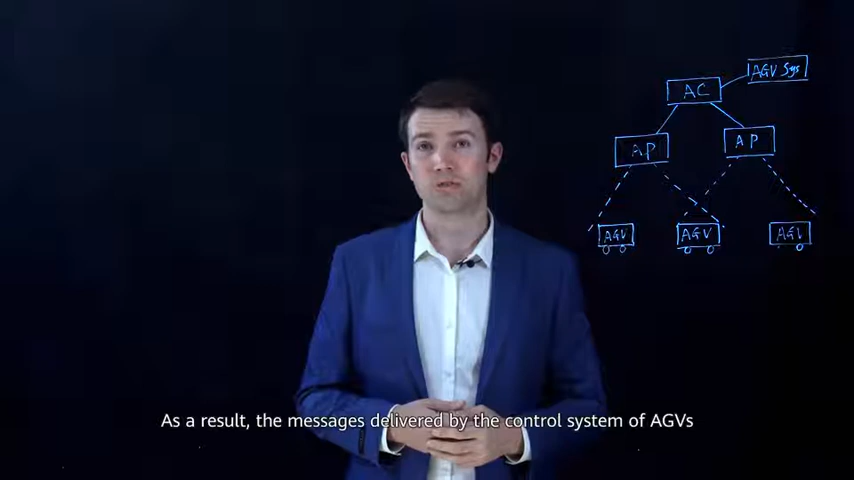 AGV Sys
AC
AP
AP
AGV
AGV
AGV
As a result, the messages delivered by the control system of AGVs